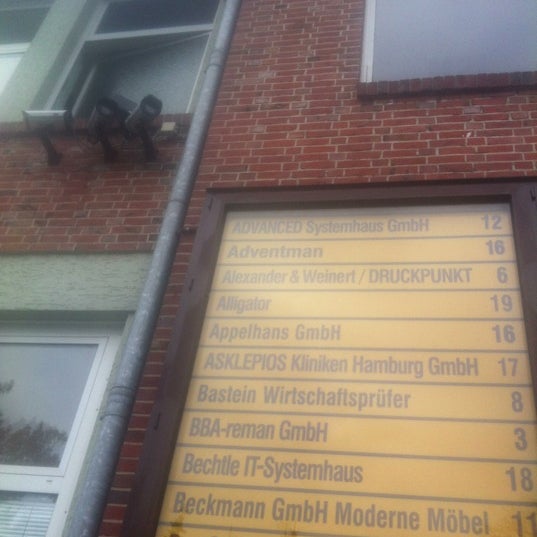 ADVANCED Systemhaus GmbH 12
Adventman 16
Alexander & Weinert / DRUCKPUNKT 6
Alligator 19
Appelhans GmbH 16
ASKLEPIOS Kliniken Hamburg GmbH 17
Bastein Wirtschaftsprüfer 8
BBA-reman GmbH 3
Bechtle IT-Systemhaus 18
Beckmann GmbH Moderne Möbel 11